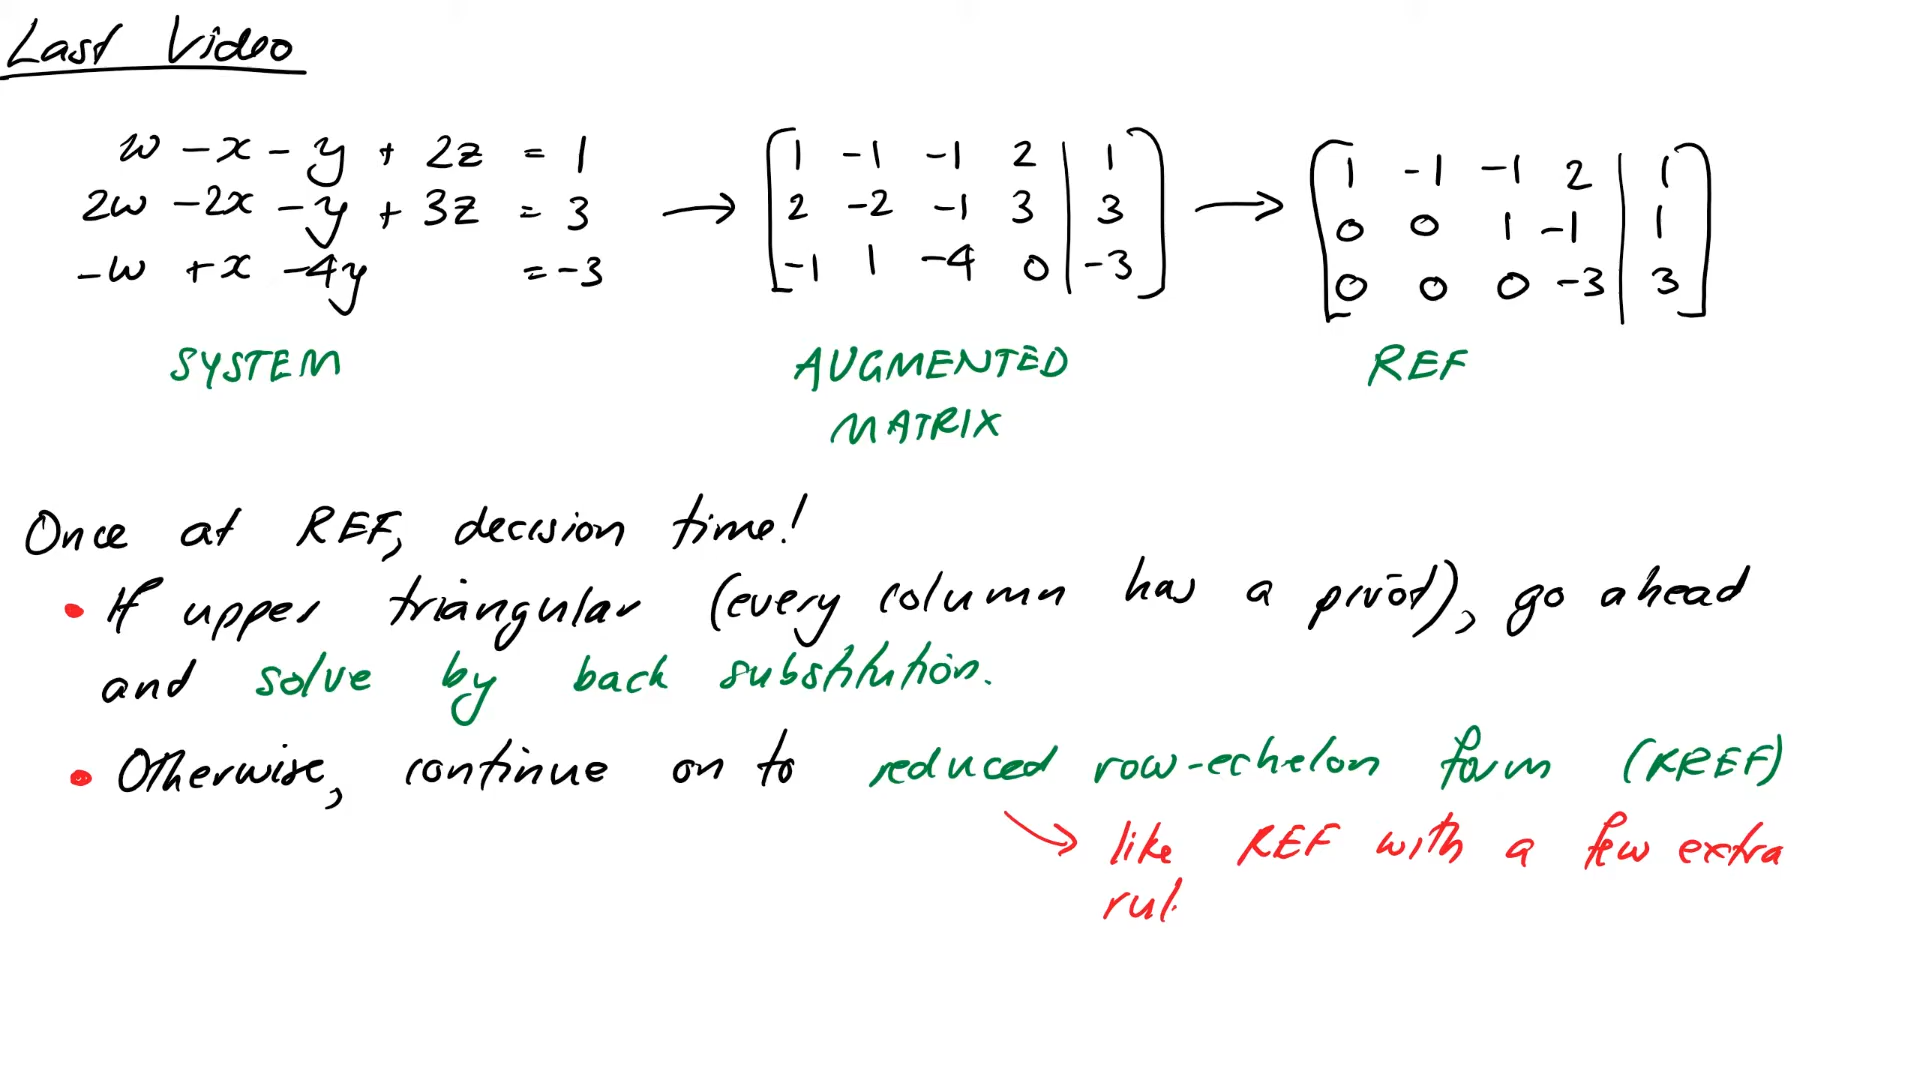 Last Video
w - x - y + 2z = 1
2w - 2x - y + 3z = 3
-w + x - 4y = -3
SYSTEM
→
[ 1 -1 -1 2 | 1 ]
[ 2 -2 -1 3 | 3 ]
[ -1 1 -4 0 | -3 ]
AUGMENTED
MATRIX
→
[ 1 -1 -1 2 | 1 ]
[ 0 0 1 -1 | 1 ]
[ 0 0 0 -3 | 3 ]
REF
Once at REF, decision time!
• If upper triangular (every column has a pivot), go ahead
and solve by back substitution.
• Otherwise, continue on to reduced row-echelon form (RREF)
→ like REF with a few extra
rul